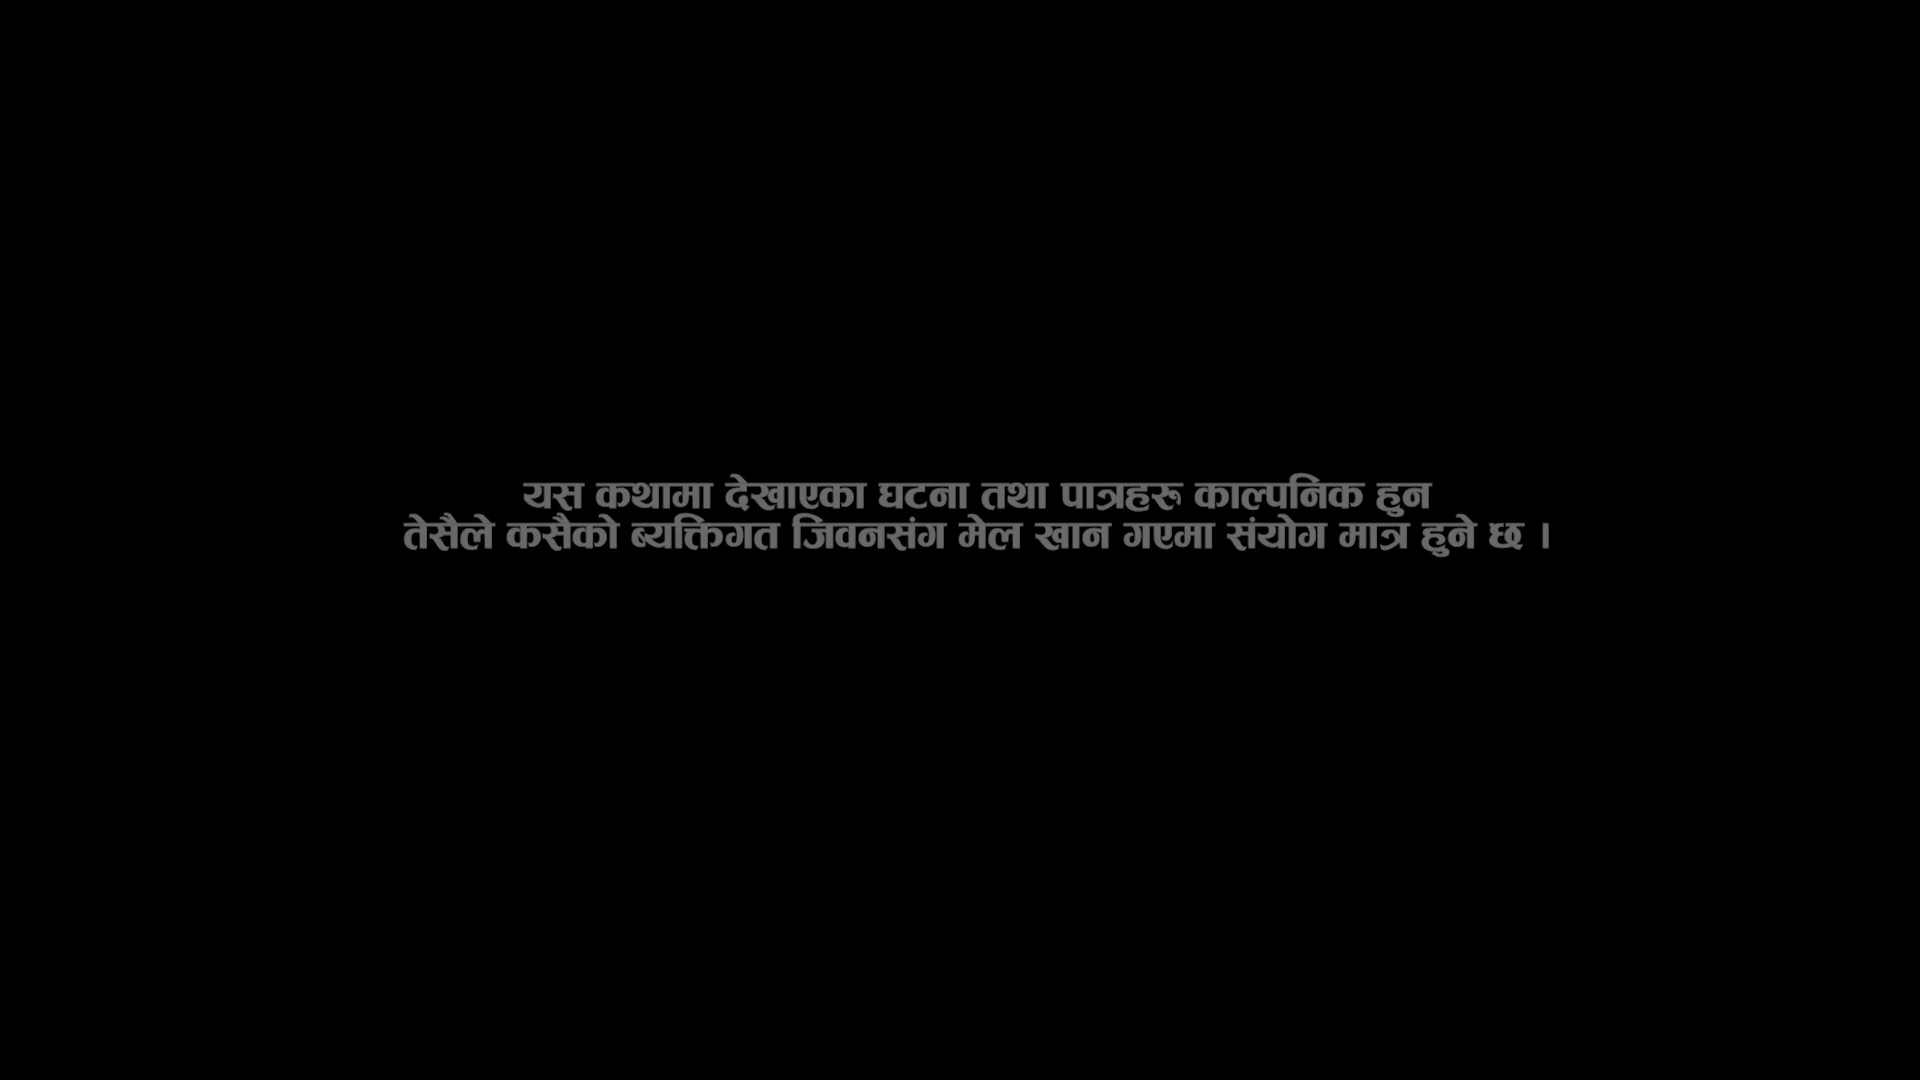 यस कथामा देखाएका घटना तथा पात्रहरु काल्पनिक हुन
तेसैले कसैको ब्यक्तिगत जिवनसंग मेल खान गएमा संयोग मात्र हुने छ ।